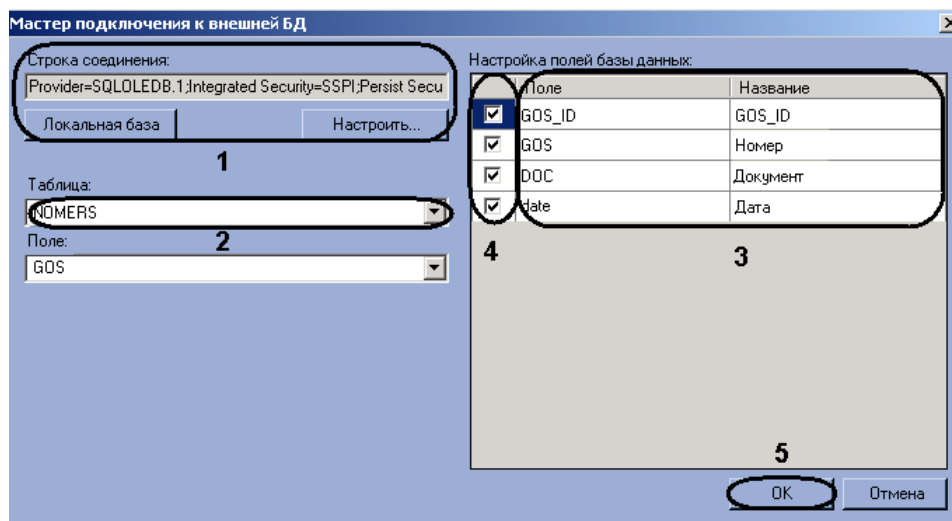 Мастер подключения к внешней БД
Строка соединения:
Provider=SQLOLEDB.1;Integrated Security=SSPI;Persist Secu
Локальная база
Настроить...
1
Таблица:
NOMERS
2
Поле:
GOS
Настройка полей базы данных:
Поле Название
GOS_ID GOS_ID
GOS Номер
DOC Документ
date Дата
4
3
5
OK
Отмена